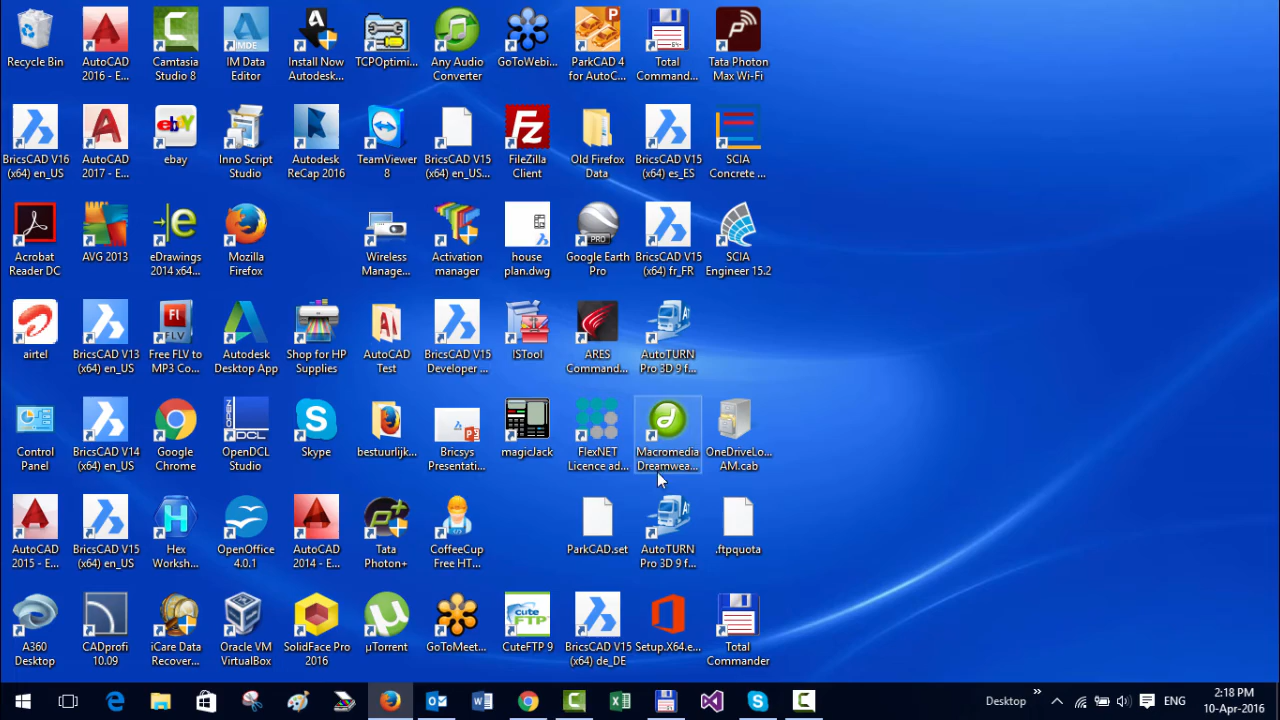 Recycle Bin
AutoCAD
2016 - E...
Camtasia
Studio 8
IM Data
Editor
Install Now
Autodesk...
TCPOptimi...
Any Audio
Converter
GoToWebi...
ParkCAD 4
for AutoC...
Total
Command...
Tata Photon
Max Wi-Fi
BricsCAD V16
(x64) en_US
AutoCAD
2017 - E...
ebay
Inno Script
Studio
Autodesk
ReCap 2016
TeamViewer
8
BricsCAD V15
(x64) en_US...
FileZilla
Client
Old Firefox
Data
BricsCAD V15
(x64) es_ES
SCIA
Concrete ...
Acrobat
Reader DC
AVG 2013
eDrawings
2014 x64...
Mozilla
Firefox
Wireless
Manage...
Activation
manager
house
plan.dwg
PRO
Google Earth
Pro
BricsCAD V15
(x64) fr_FR
SCIA
Engineer 15.2
airtel
BricsCAD V13
(x64) en_US
FLV
Free FLV to
MP3 Co...
Autodesk
Desktop App
Shop for HP
Supplies
AutoCAD
Test
BricsCAD V15
Developer ...
ISTool
ARES
Command...
AutoTURN
Pro 3D 9 f...
Control
Panel
BricsCAD V14
(x64) en_US
Google
Chrome
OPEN
DCL
OpenDCL
Studio
Skype
bestuurlijk...
Bricsys
Presentati...
magicJack
FlexNET
Licence ad...
Macromedia
Dreamwea...
OneDriveLo...
AM.cab
AutoCAD
2015 - E...
BricsCAD V15
(x64) en_US
Hex
Worksh...
OpenOffice
4.0.1
AutoCAD
2014 - E...
Tata
Photon+
CoffeeCup
Free HT...
ParkCAD.set
AutoTURN
Pro 3D 9 f...
.ftpquota
A360
Desktop
CADprofi
10.09
iCare Data
Recover...
Oracle VM
VirtualBox
SolidFace Pro
2016
µTorrent
GoToMeet...
cute
FTP
CuteFTP 9
BricsCAD V15
(x64) de_DE
Setup.X64.e...
Total
Commander
Desktop
ENG
2:18 PM
10-Apr-2016